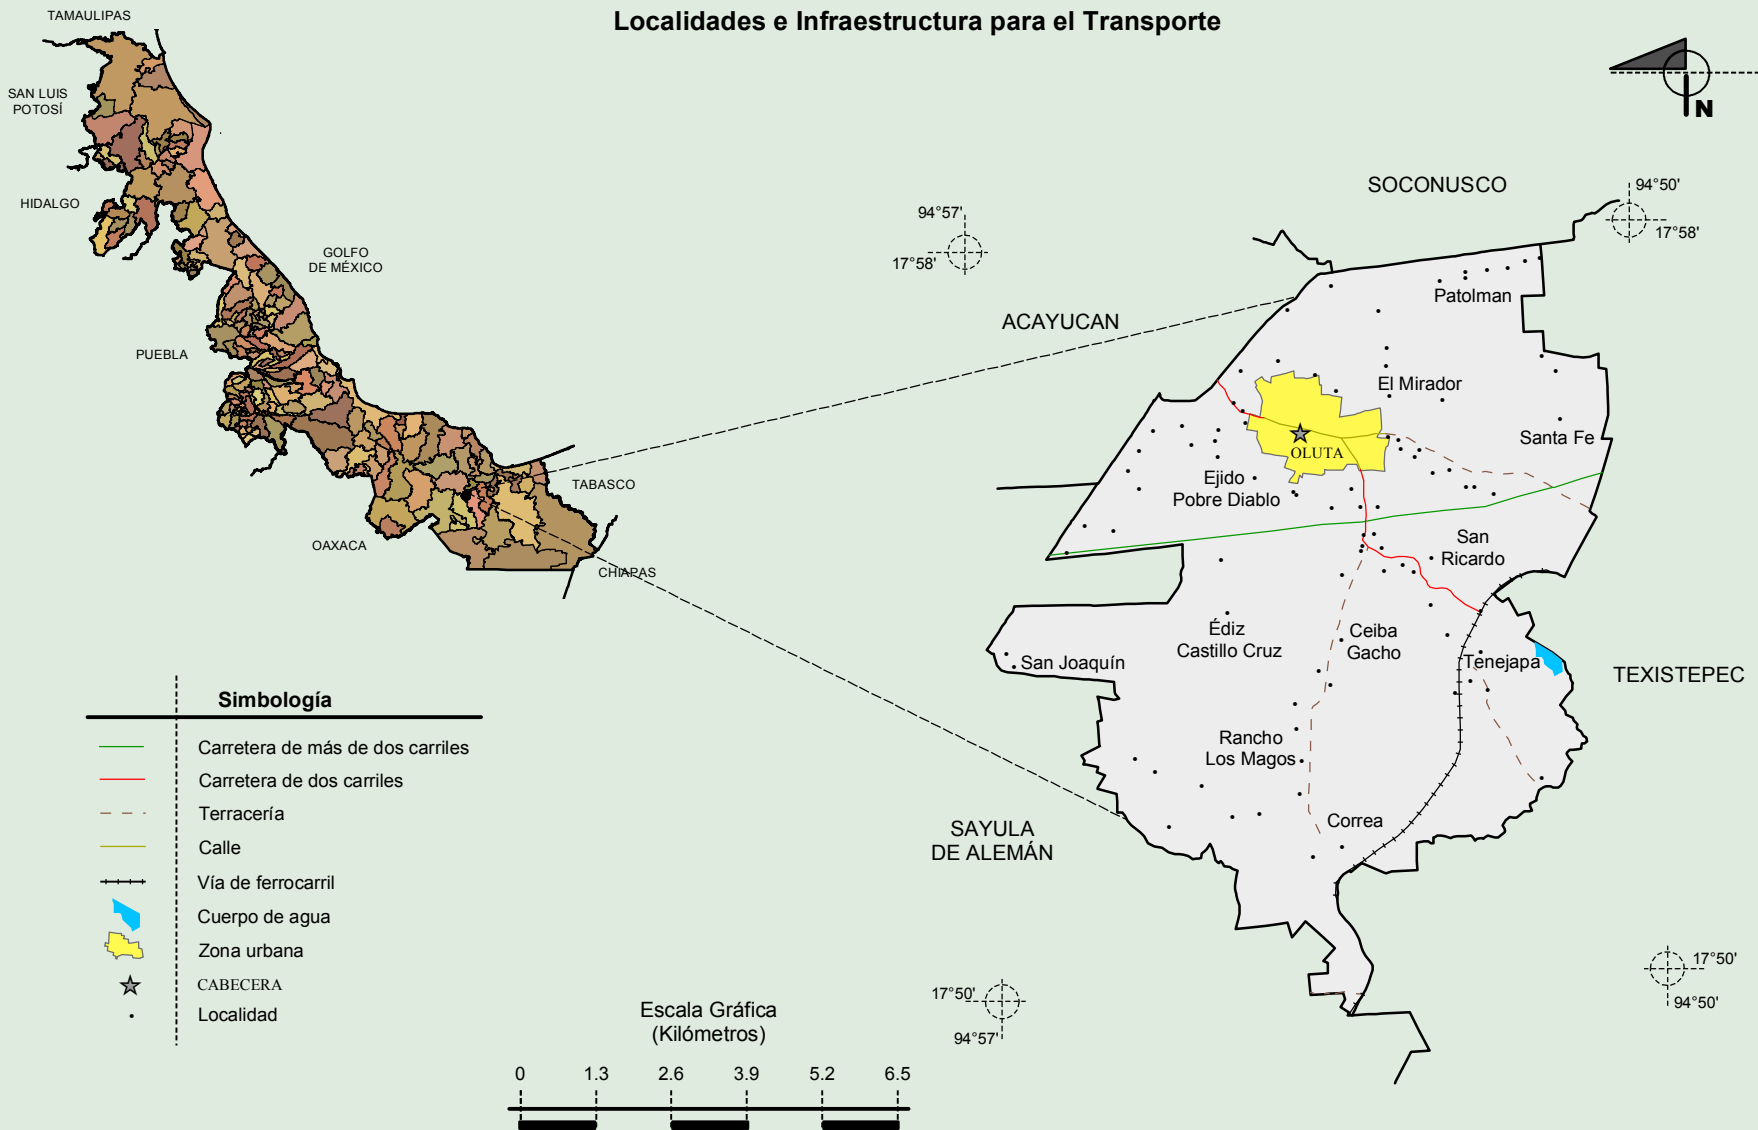 Localidades e Infraestructura para el Transporte
TAMAULIPAS
SAN LUIS
POTOSÍ
HIDALGO
GOLFO
DE MÉXICO
PUEBLA
TABASCO
OAXACA
CHIAPAS
N
SOCONUSCO
94°50'
17°58'
94°57'
17°58'
ACAYUCAN
Patolman
El Mirador
Santa Fe
OLUTA
Ejido
Pobre Diablo
San
Ricardo
Édiz
Castillo Cruz
Ceiba
Gacho
San Joaquín
Tenejapa
TEXISTEPEC
Rancho
Los Magos
Correa
SAYULA
DE ALEMÁN
17°50'
94°50'
17°50'
94°57'
Simbología
Carretera de más de dos carriles
Carretera de dos carriles
Terracería
Calle
Vía de ferrocarril
Cuerpo de agua
Zona urbana
CABECERA
Localidad
Escala Gráfica
(Kilómetros)
0 1.3 2.6 3.9 5.2 6.5